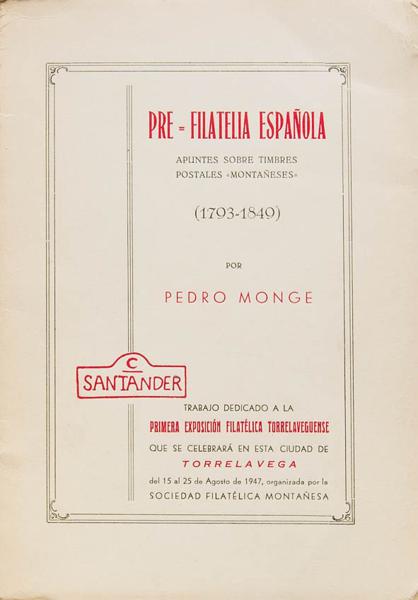 PRE = FILATELIA ESPAÑOLA
APUNTES SOBRE TIMBRES
POSTALES «MONTAÑESES»
(1793-1849)
POR
PEDRO MONGE
C
SANTANDER
TRABAJO DEDICADO A LA
PRIMERA EXPOSICIÓN FILATÉLICA TORRELAVEGUENSE
QUE SE CELEBRARÁ EN ESTA CIUDAD DE
TORRELAVEGA
del 15 al 25 de Agosto de 1947, organizada por la
SOCIEDAD FILATÉLICA MONTAÑESA